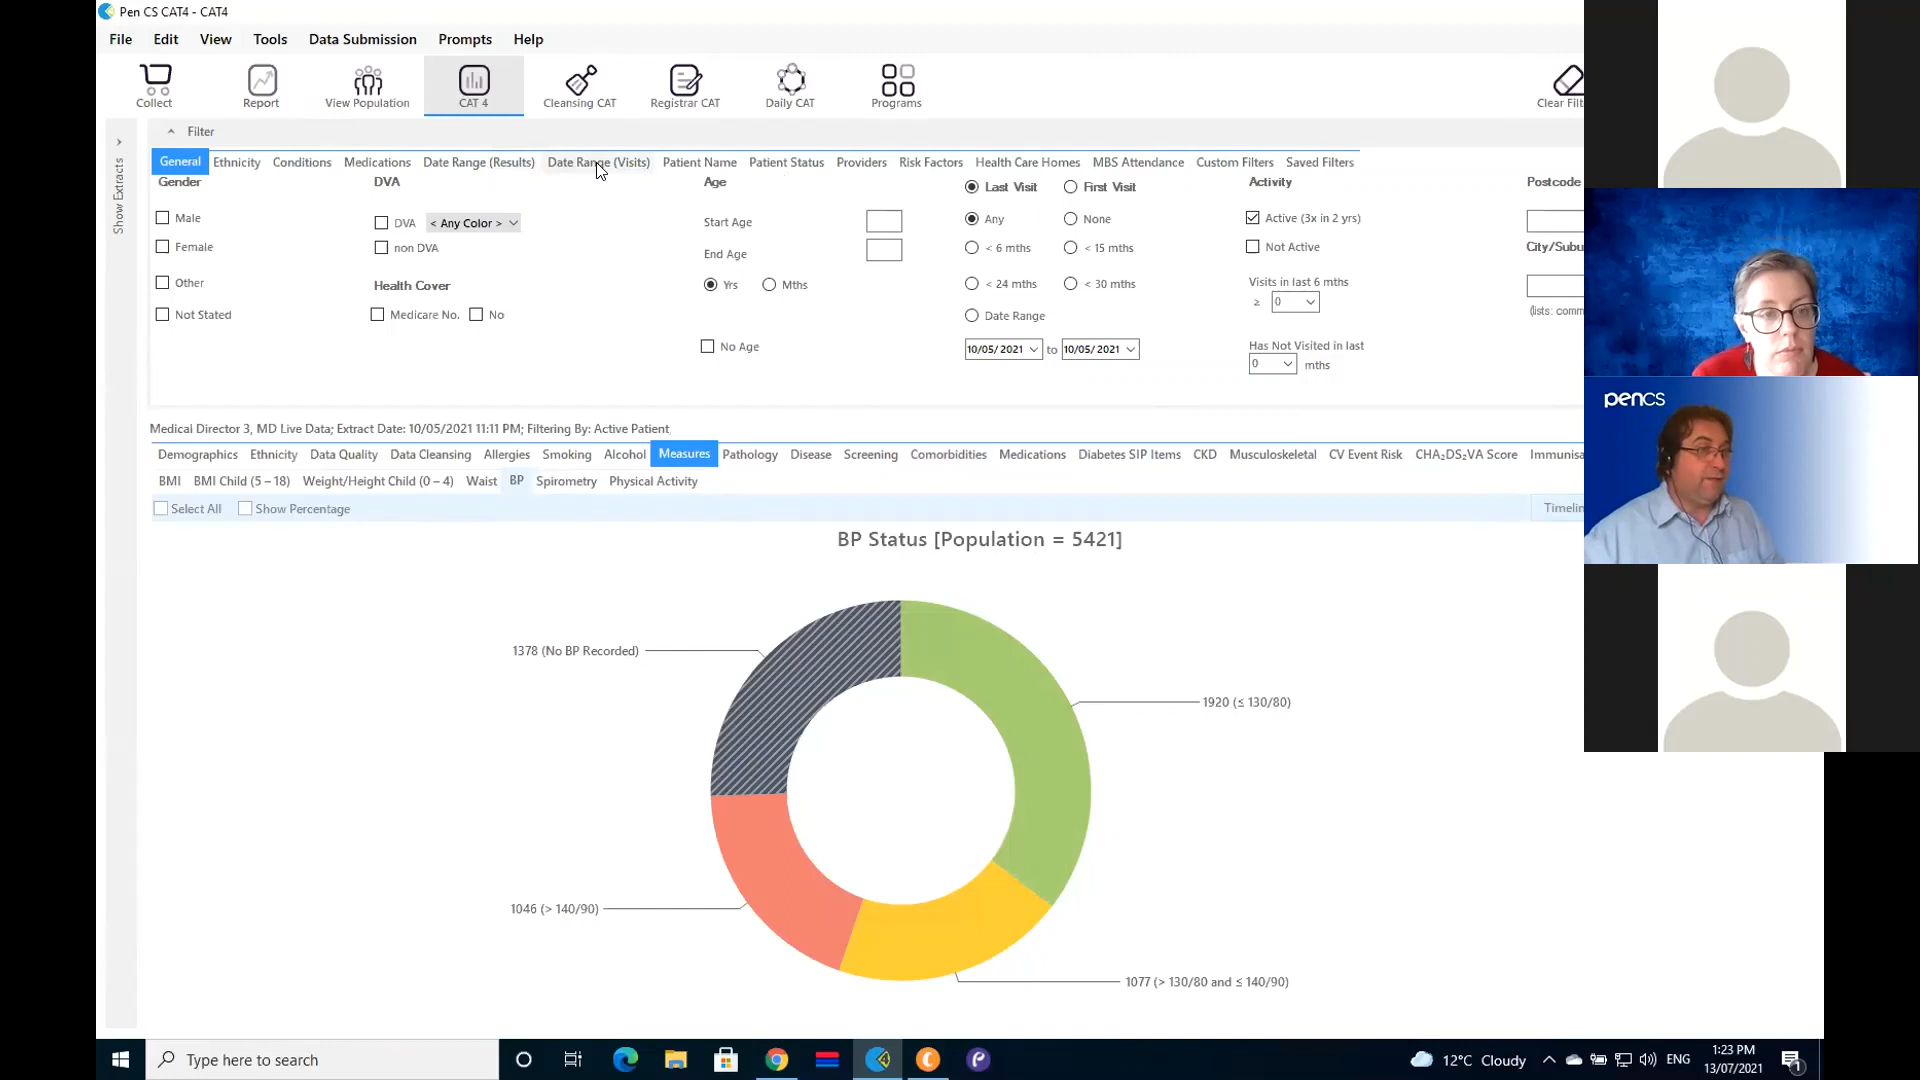 Pen CS CAT4 - CAT4
File Edit View Tools Data Submission Prompts Help
Collect Report View Population CAT 4 Cleansing CAT Registrar CAT Daily CAT Programs Clear Filt
Filter
General Ethnicity Conditions Medications Date Range (Results) Date Range (Visits) Patient Name Patient Status Providers Risk Factors Health Care Homes MBS Attendance Custom Filters Saved Filters
Show Extracts
Gender DVA Age Last Visit First Visit Activity Postcode
Male DVA < Any Color > Start Age Any None Active (3x in 2 yrs)
Female non DVA End Age < 6 mths < 15 mths Not Active City/Subu
Other Health Cover Yrs Mths < 24 mths < 30 mths Visits in last 6 mths
≥ 0
Not Stated Medicare No. No Date Range (lists: comm
No Age 10/05/2021 to 10/05/2021 Has Not Visited in last
0 mths
Medical Director 3, MD Live Data; Extract Date: 10/05/2021 11:11 PM; Filtering By: Active Patient
Demographics Ethnicity Data Quality Data Cleansing Allergies Smoking Alcohol Measures Pathology Disease Screening Comorbidities Medications Diabetes SIP Items CKD Musculoskeletal CV Event Risk CHA₂DS₂VA Score Immunisa
BMI BMI Child (5 – 18) Weight/Height Child (0 – 4) Waist BP Spirometry Physical Activity
Select All Show Percentage Timelin
BP Status [Population = 5421]
1378 (No BP Recorded)
1920 (≤ 130/80)
1046 (> 140/90)
1077 (> 130/80 and ≤ 140/90)
pencs
Type here to search
12°C Cloudy ENG 1:23 PM
13/07/2021
1